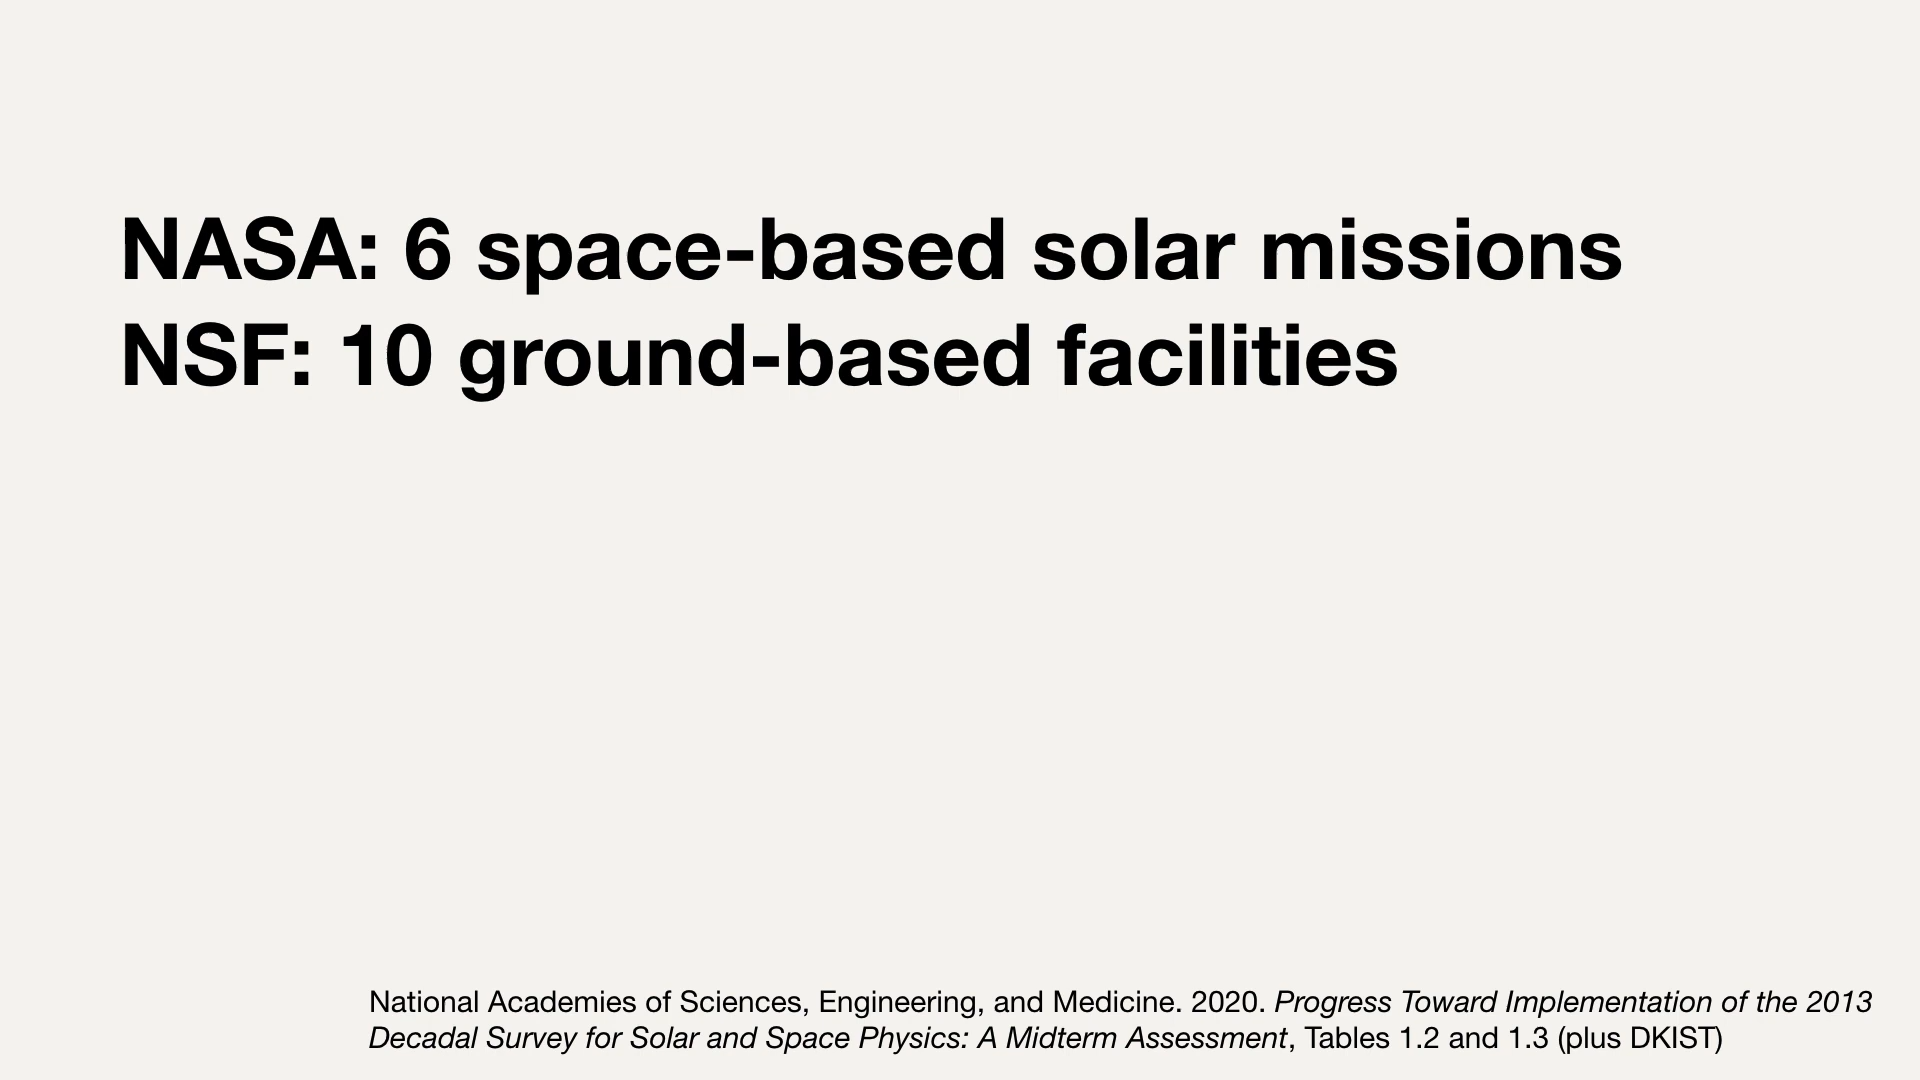 NASA: 6 space-based solar missions
NSF: 10 ground-based facilities
National Academies of Sciences, Engineering, and Medicine. 2020. Progress Toward Implementation of the 2013
Decadal Survey for Solar and Space Physics: A Midterm Assessment, Tables 1.2 and 1.3 (plus DKIST)